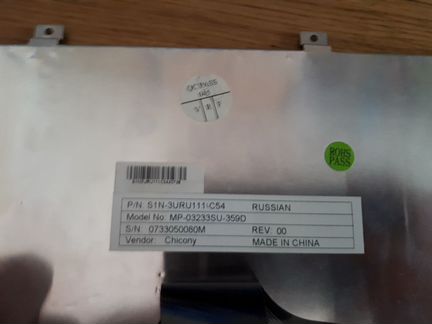 QC PASS
ROHS
PASS
P/N S1N-3URU111-C54 RUSSIAN
Model No. MP-03233SU-359D
S/N 0733050060M REV. 00
Vendor: Chicony MADE IN CHINA